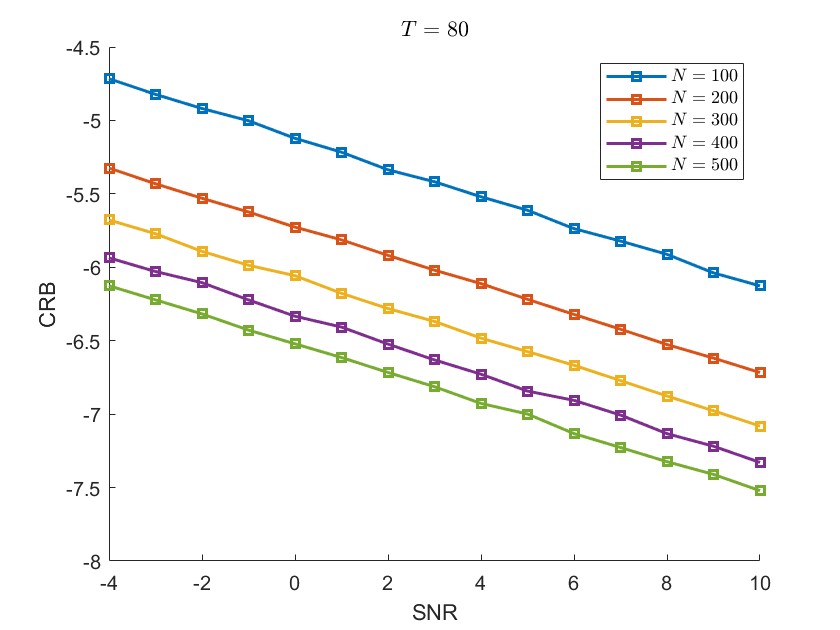 T = 80
-4.5
-5
-5.5
-6
-6.5
-7
-7.5
-8
CRB
N = 100
N = 200
N = 300
N = 400
N = 500
-4 -2 0 2 4 6 8 10
SNR